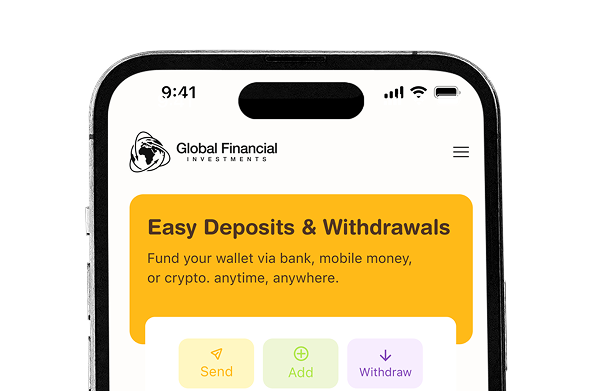 9:41
Global Financial
INVESTMENTS
Easy Deposits & Withdrawals
Fund your wallet via bank, mobile money,
or crypto. anytime, anywhere.
Send
Add
Withdraw